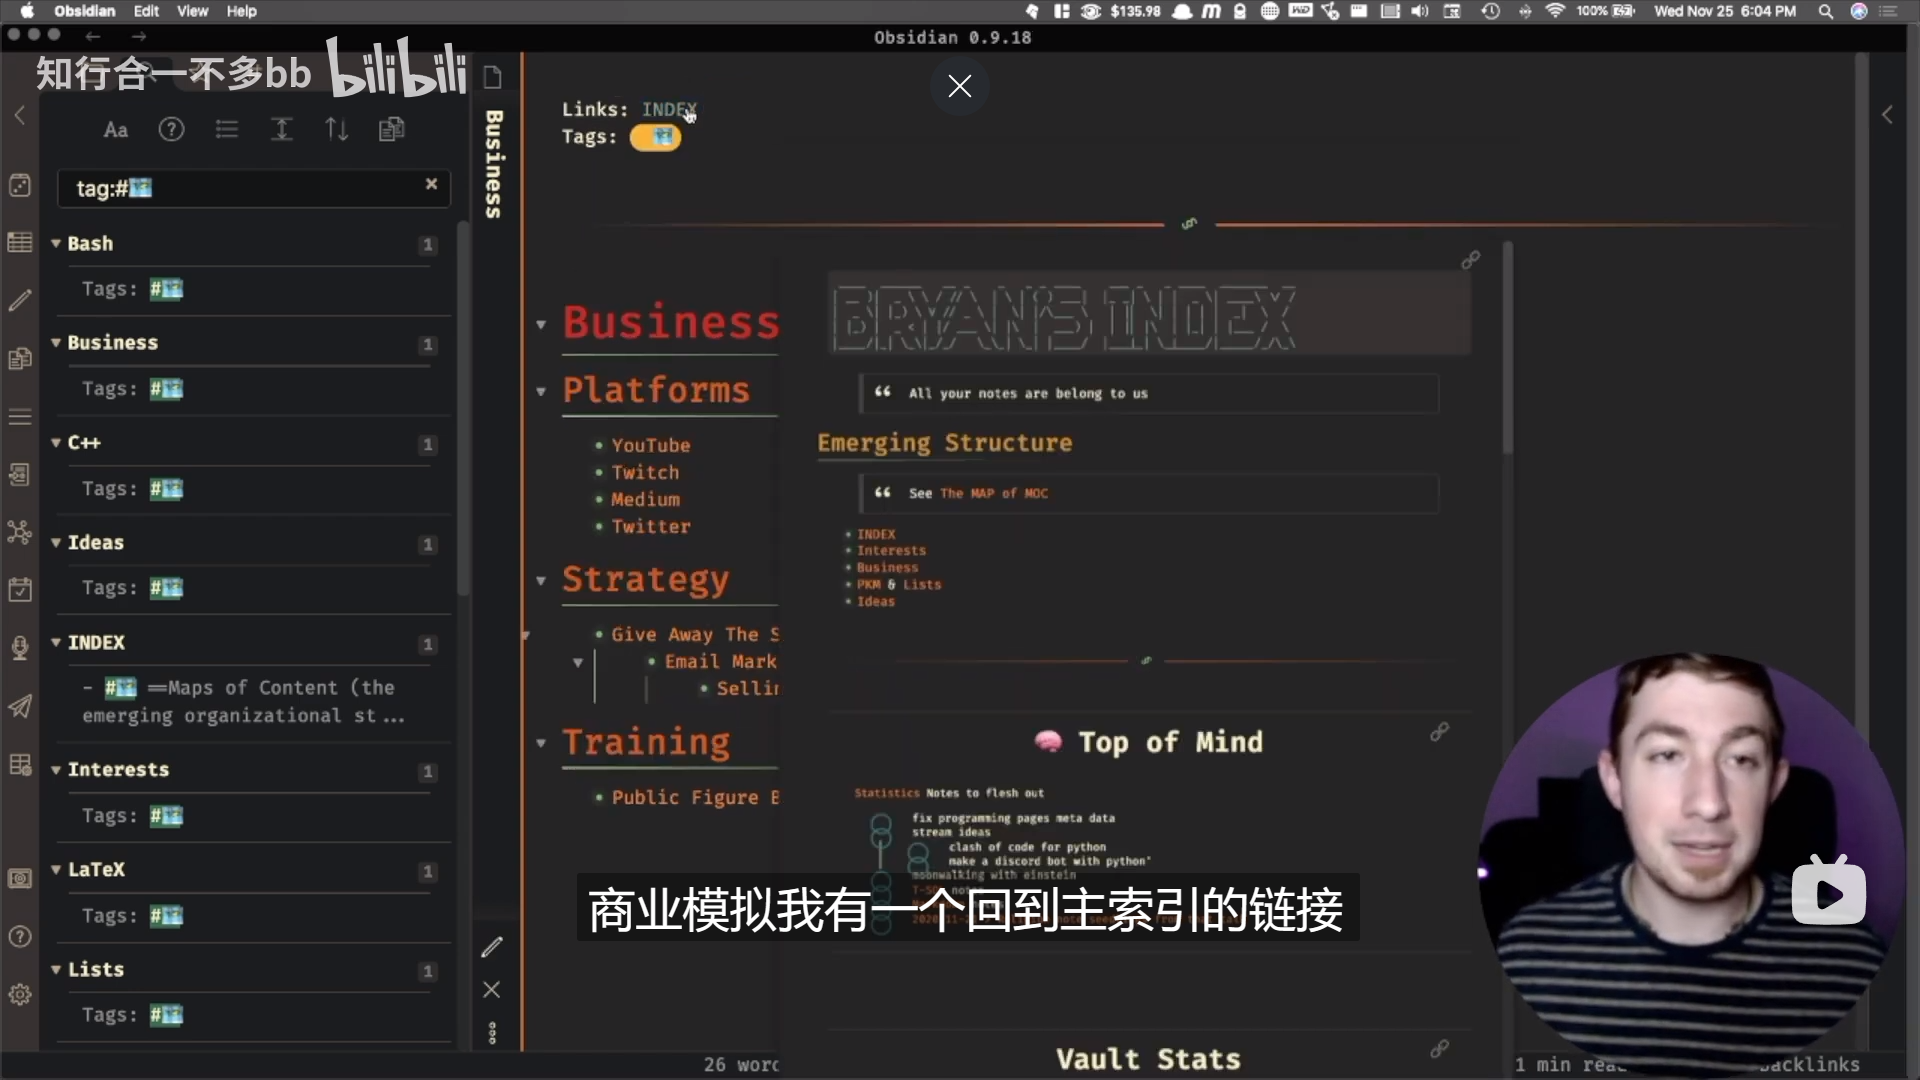 Obsidian Edit View Help
$135.98
100%
Wed Nov 25 6:04 PM
Obsidian 0.9.18
知行合一不多bb bilibili
Aa
tag:#
Bash 1
Tags: #
Business 1
Tags: #
C++ 1
Tags: #
Ideas 1
Tags: #
INDEX 1
- # ==Maps of Content (the
emerging organizational st...
Interests 1
Tags: #
LaTeX 1
Tags: #
Lists 1
Tags: #
Business
Links: INDEX
Tags:
Business
Platforms
YouTube
Twitch
Medium
Twitter
Strategy
Give Away The S
Email Mark
Sellin
Training
Public Figure B
BRYAN'S INDEX
All your notes are belong to us
Emerging Structure
See The MAP of MOC
INDEX
Interests
Business
PKM & Lists
Ideas
Top of Mind
Statistics Notes to flesh out
fix programming pages meta data
stream ideas
clash of code for python
make a discord bot with python"
moonwalking with einstein
商业模拟我有一个回到主索引的链接
Vault Stats
26 word
1 min rea
backlinks